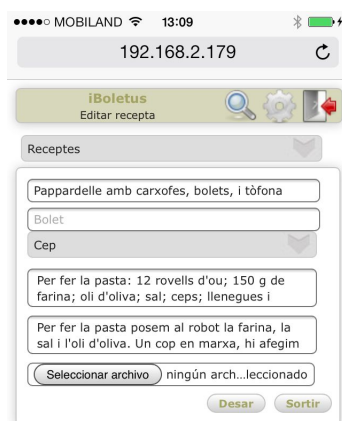 MOBILAND 13:09
192.168.2.179
iBoletus
Editar recepta
Receptes
Pappardelle amb carxofes, bolets, i tòfona
Bolet
Cep
Per fer la pasta: 12 rovells d'ou; 150 g de
farina; oli d'oliva; sal; ceps; llenegues i
Per fer la pasta posem al robot la farina, la
sal i l'oli d'oliva. Un cop en marxa, hi afegim
Seleccionar archivo ningún arch...leccionado
Desar Sortir